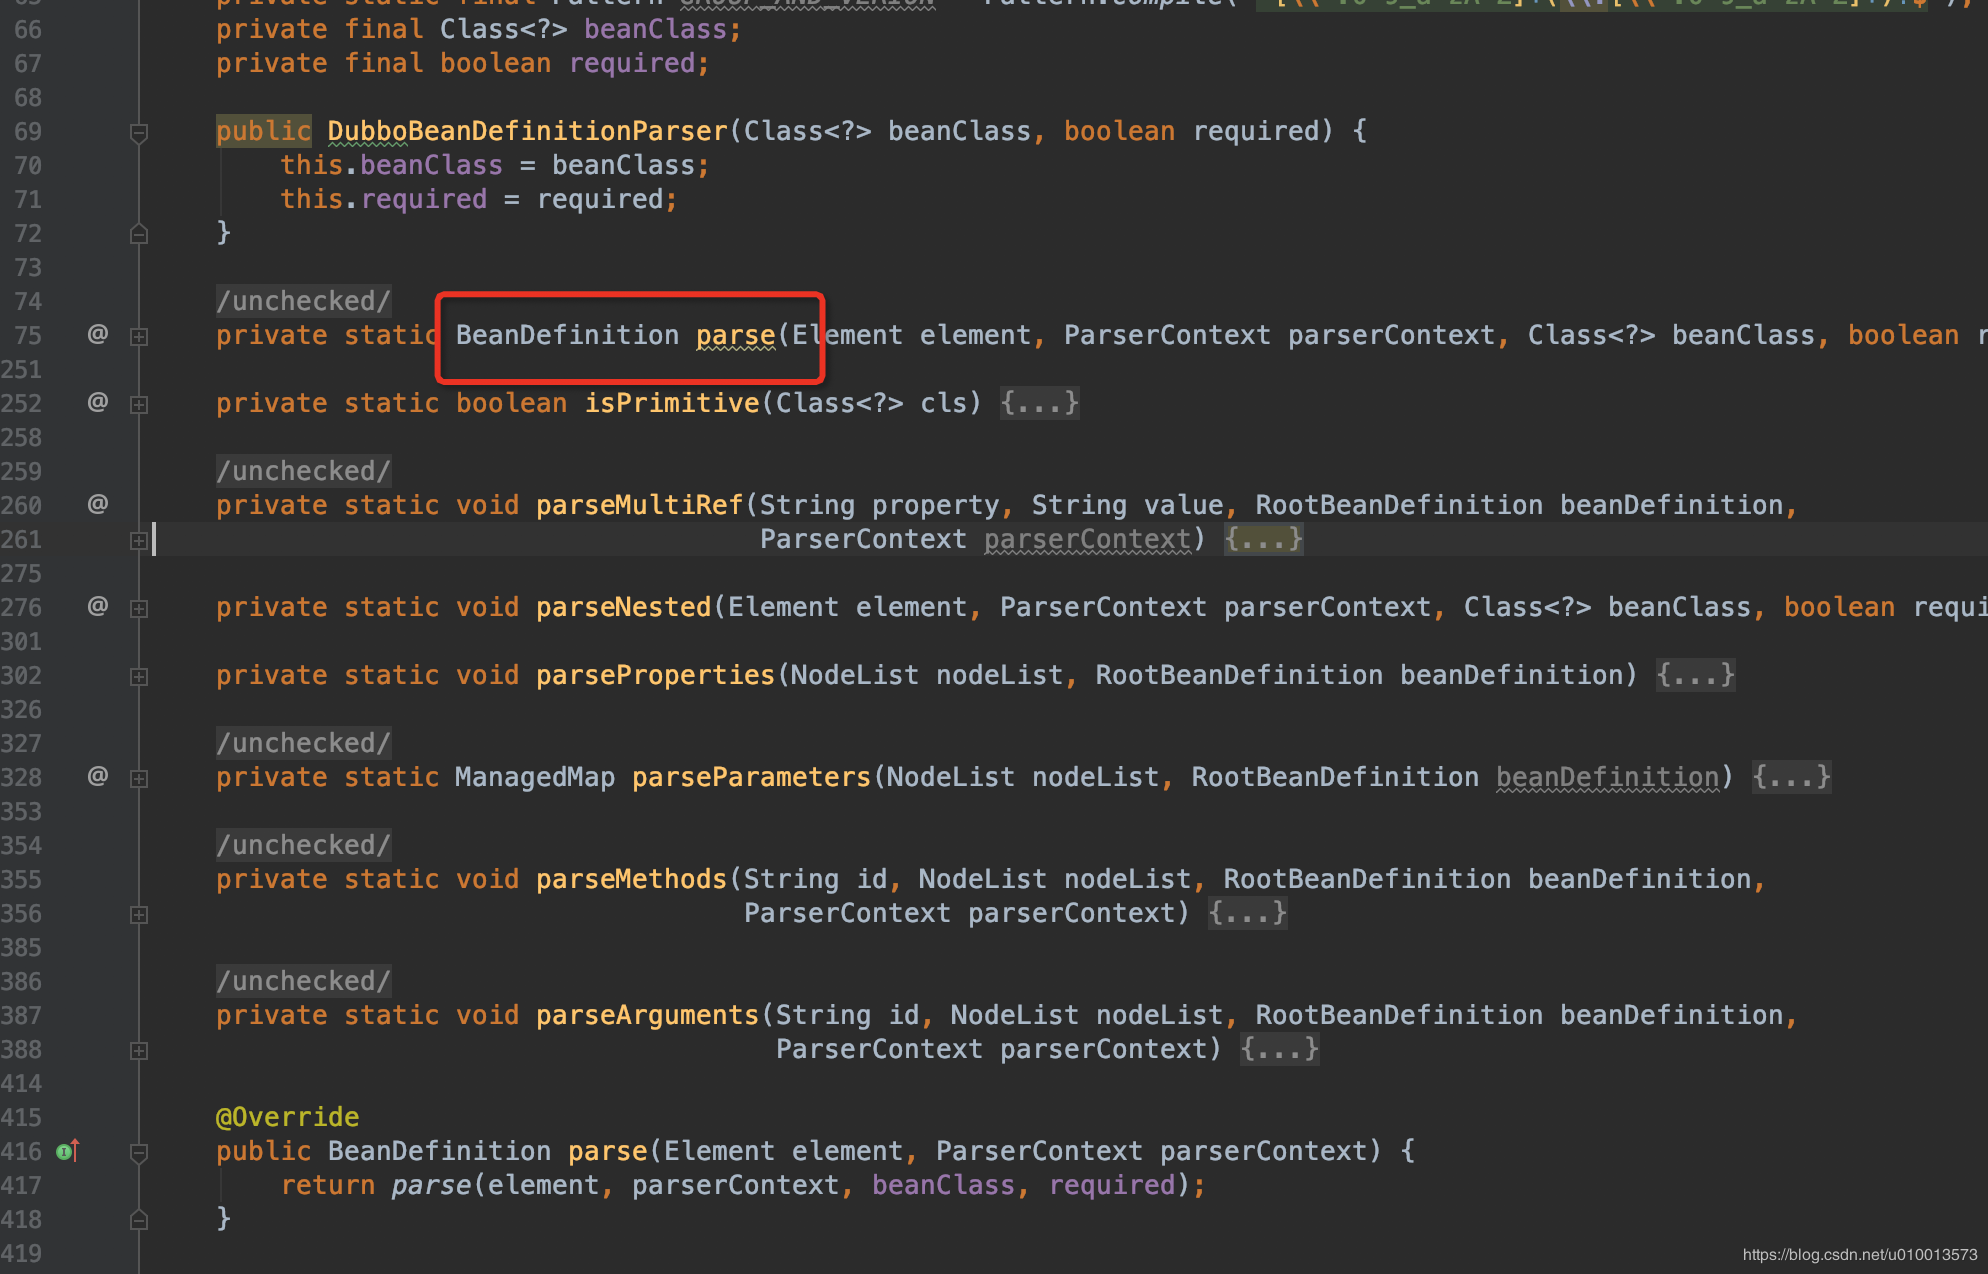 66 private final Class<?> beanClass;
67 private final boolean required;
68
69 public DubboBeanDefinitionParser(Class<?> beanClass, boolean required) {
70 this.beanClass = beanClass;
71 this.required = required;
72 }
73
74 /unchecked/
75 @ private static BeanDefinition parse(Element element, ParserContext parserContext, Class<?> beanClass, boolean r
251
252 @ private static boolean isPrimitive(Class<?> cls) {...}
258
259 /unchecked/
260 @ private static void parseMultiRef(String property, String value, RootBeanDefinition beanDefinition,
261 ParserContext parserContext) {...}
275
276 @ private static void parseNested(Element element, ParserContext parserContext, Class<?> beanClass, boolean requi
301
302 private static void parseProperties(NodeList nodeList, RootBeanDefinition beanDefinition) {...}
326
327 /unchecked/
328 @ private static ManagedMap parseParameters(NodeList nodeList, RootBeanDefinition beanDefinition) {...}
353
354 /unchecked/
355 private static void parseMethods(String id, NodeList nodeList, RootBeanDefinition beanDefinition,
356 ParserContext parserContext) {...}
385
386 /unchecked/
387 private static void parseArguments(String id, NodeList nodeList, RootBeanDefinition beanDefinition,
388 ParserContext parserContext) {...}
414
415 @Override
416 public BeanDefinition parse(Element element, ParserContext parserContext) {
417 return parse(element, parserContext, beanClass, required);
418 }
419
https://blog.csdn.net/u010013573